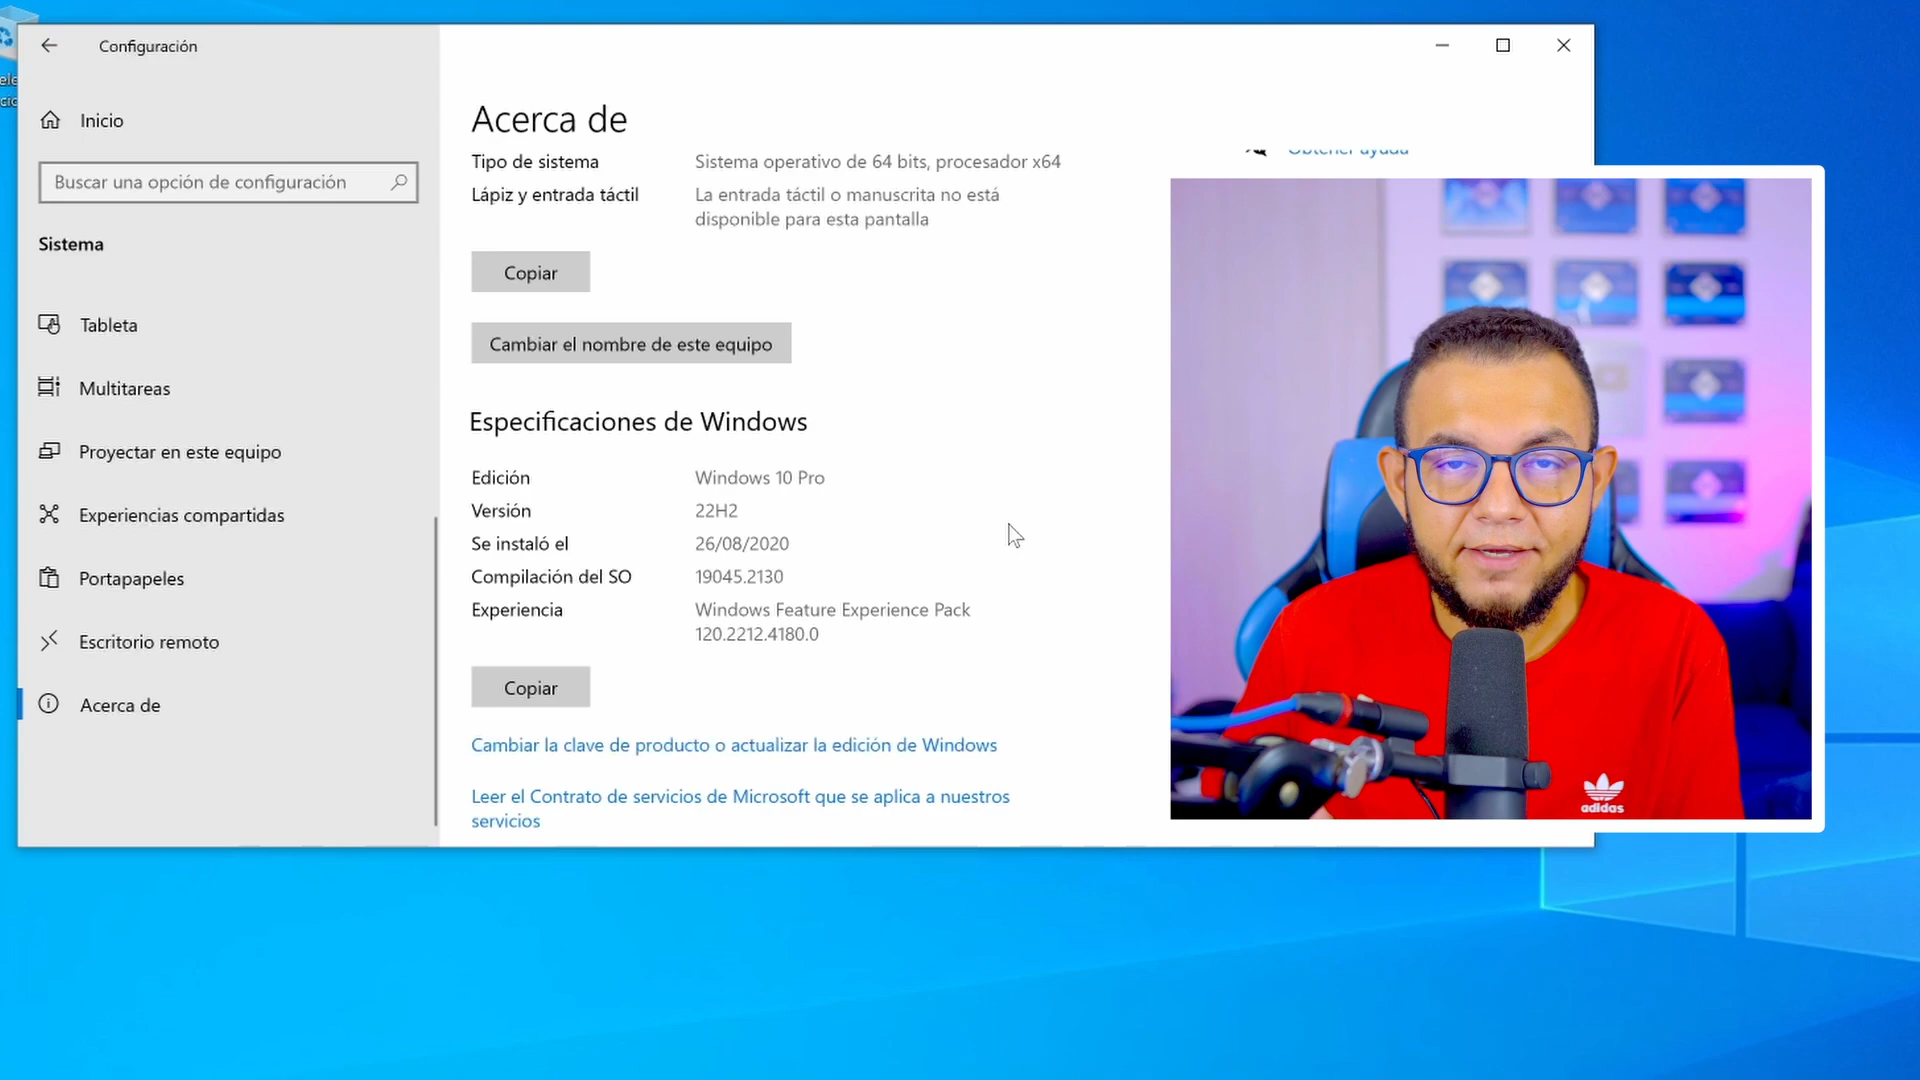 Configuración
Inicio
Buscar una opción de configuración
Sistema
Tableta
Multitareas
Proyectar en este equipo
Experiencias compartidas
Portapapeles
Escritorio remoto
Acerca de
Acerca de
Tipo de sistema Sistema operativo de 64 bits, procesador x64
Lápiz y entrada táctil La entrada táctil o manuscrita no está
disponible para esta pantalla
Copiar
Cambiar el nombre de este equipo
Especificaciones de Windows
Edición Windows 10 Pro
Versión 22H2
Se instaló el 26/08/2020
Compilación del SO 19045.2130
Experiencia Windows Feature Experience Pack
120.2212.4180.0
Copiar
Cambiar la clave de producto o actualizar la edición de Windows
Leer el Contrato de servicios de Microsoft que se aplica a nuestros
servicios
Obtener ayuda
adidas